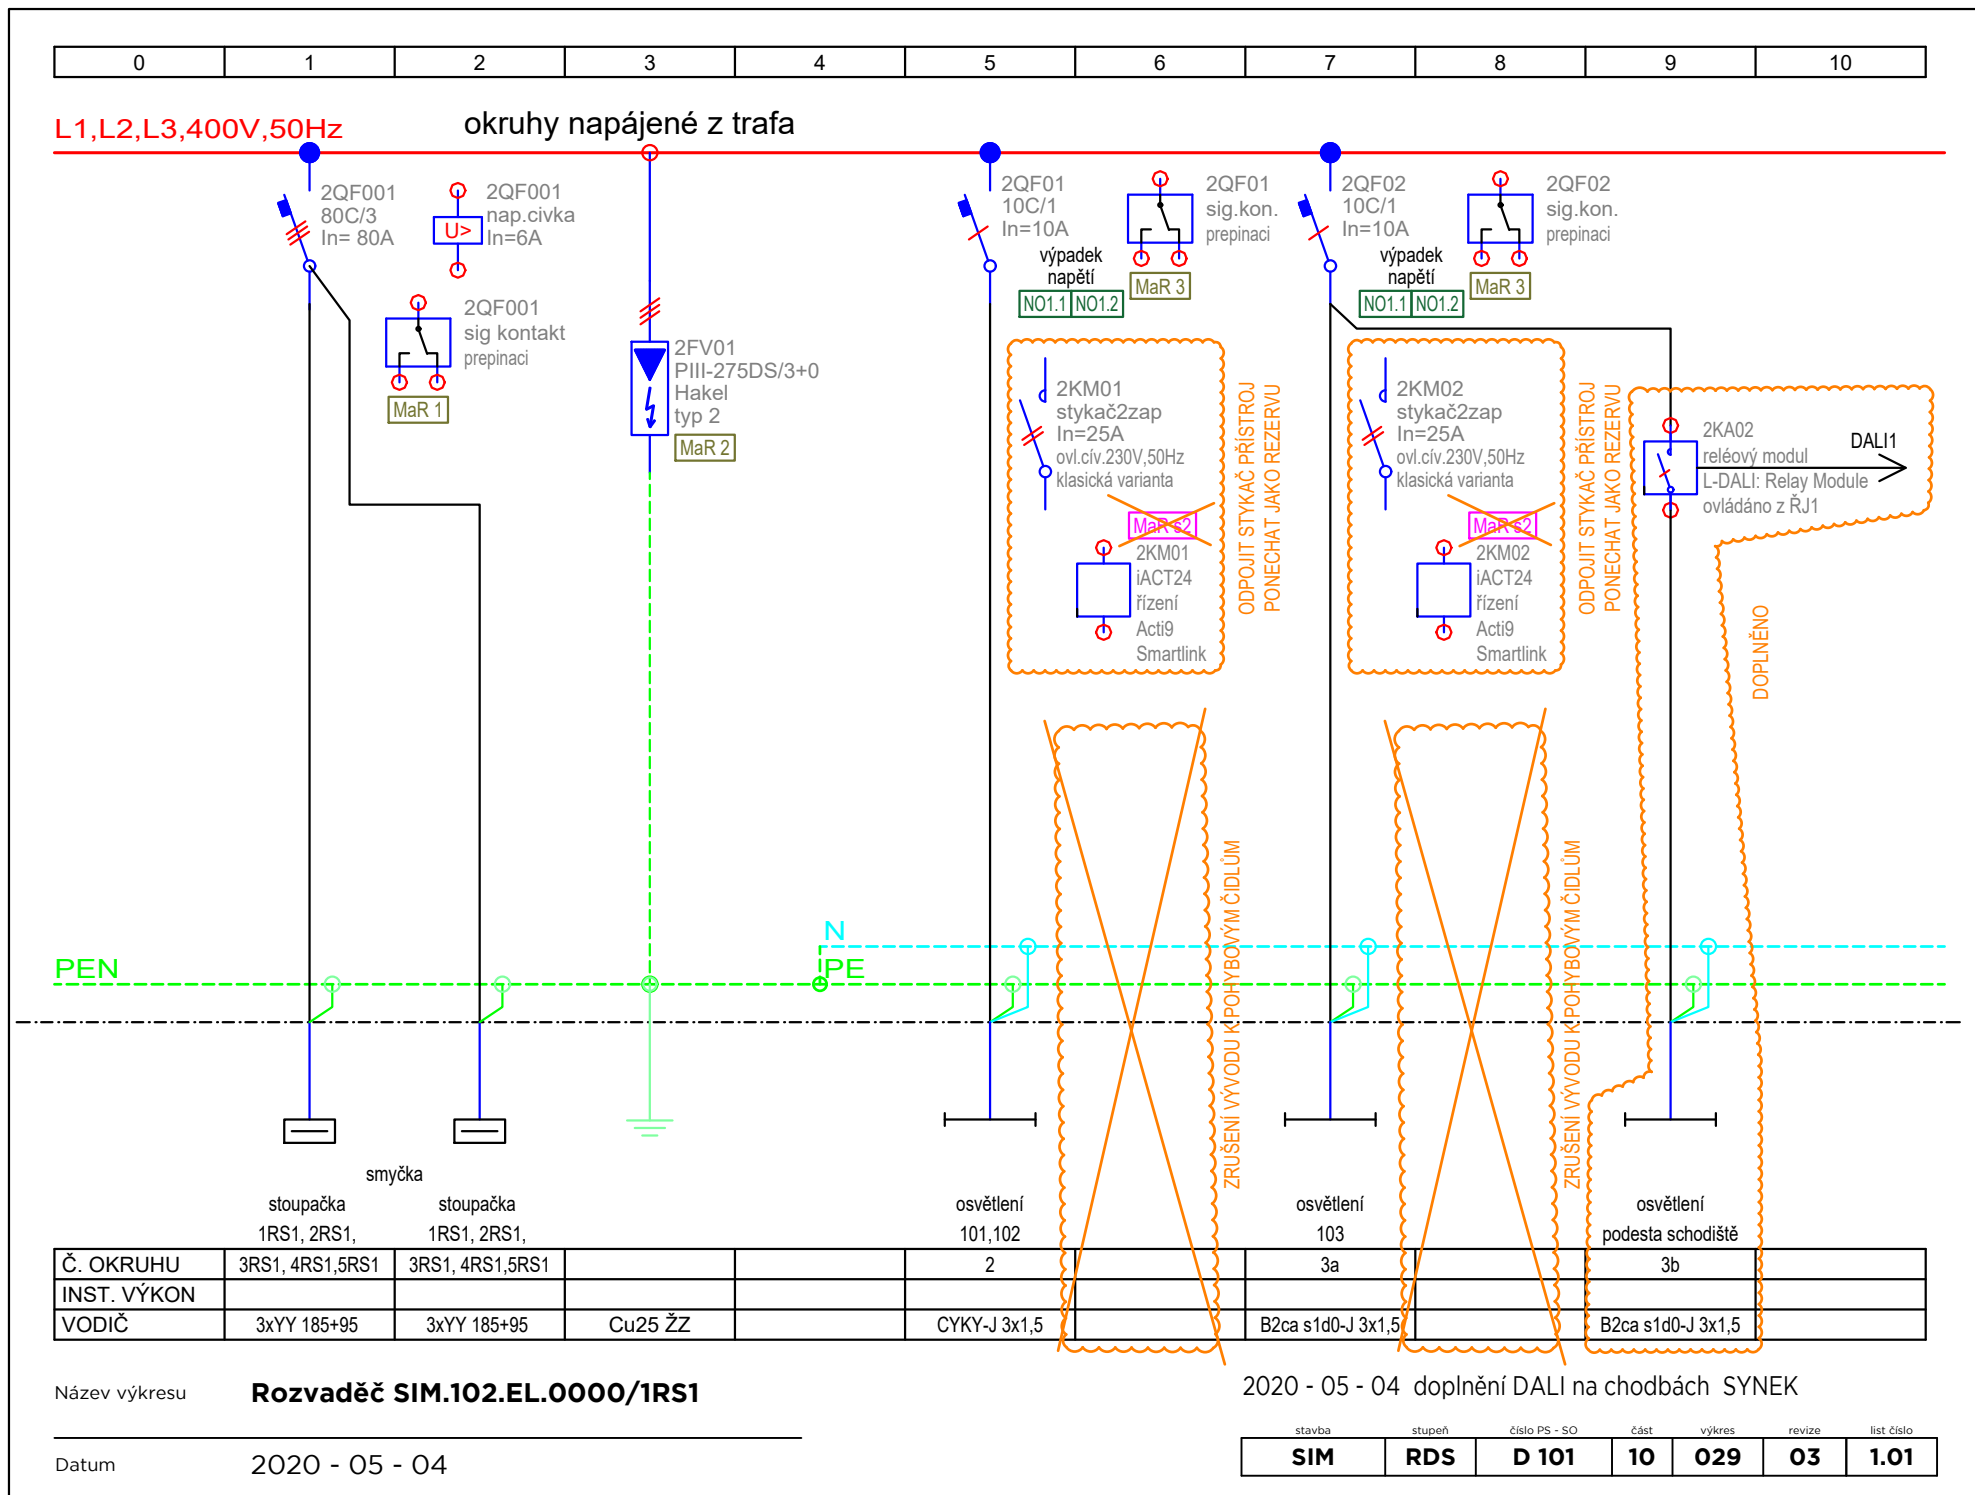 0 1 2 3 4 5 6 7 8 9 10
L1,L2,L3,400V,50Hz
okruhy napájené z trafa
2QF001
80C/3
In= 80A
2QF001
nap.civka
In=6A
U>
2QF001
sig kontakt
prepinaci
MaR 1
2FV01
PIII-275DS/3+0
Hakel
typ 2
MaR 2
2QF01
10C/1
In=10A
výpadek
napětí
NO1.1 NO1.2
2QF01
sig.kon.
prepinaci
MaR 3
2QF02
10C/1
In=10A
výpadek
napětí
NO1.1 NO1.2
2QF02
sig.kon.
prepinaci
MaR 3
2KM01
stykač2zap
In=25A
ovl.cív.230V,50Hz
klasická varianta
MaR s2
2KM01
iACT24
řízení
Acti9
Smartlink
ODPOJIT STYKAČ PŘÍSTROJ
PONECHAT JAKO REZERVU
2KM02
stykač2zap
In=25A
ovl.cív.230V,50Hz
klasická varianta
MaR s2
2KM02
iACT24
řízení
Acti9
Smartlink
ODPOJIT STYKAČ PŘÍSTROJ
PONECHAT JAKO REZERVU
2KA02
reléový modul
L-DALI: Relay Module
ovládáno z ŘJ1
DALI1
DOPLNĚNO
ZRUŠENÍ VÝVODU K POHYBOVÝM ČIDLŮM
ZRUŠENÍ VÝVODU K POHYBOVÝM ČIDLŮM
N
PEN
PE
smyčka
stoupačka
1RS1, 2RS1,
stoupačka
1RS1, 2RS1,
osvětlení
101,102
osvětlení
103
osvětlení
podesta schodiště
Č. OKRUHU 3RS1, 4RS1,5RS1 3RS1, 4RS1,5RS1 2 3a 3b
INST. VÝKON
VODIČ 3xYY 185+95 3xYY 185+95 Cu25 ŽZ CYKY-J 3x1,5 B2ca s1d0-J 3x1,5 B2ca s1d0-J 3x1,5
Název výkresu Rozvaděč SIM.102.EL.0000/1RS1
Datum 2020 - 05 - 04
2020 - 05 - 04 doplnění DALI na chodbách SYNEK
stavba stupeň číslo PS - SO část výkres revize list číslo
SIM RDS D 101 10 029 03 1.01